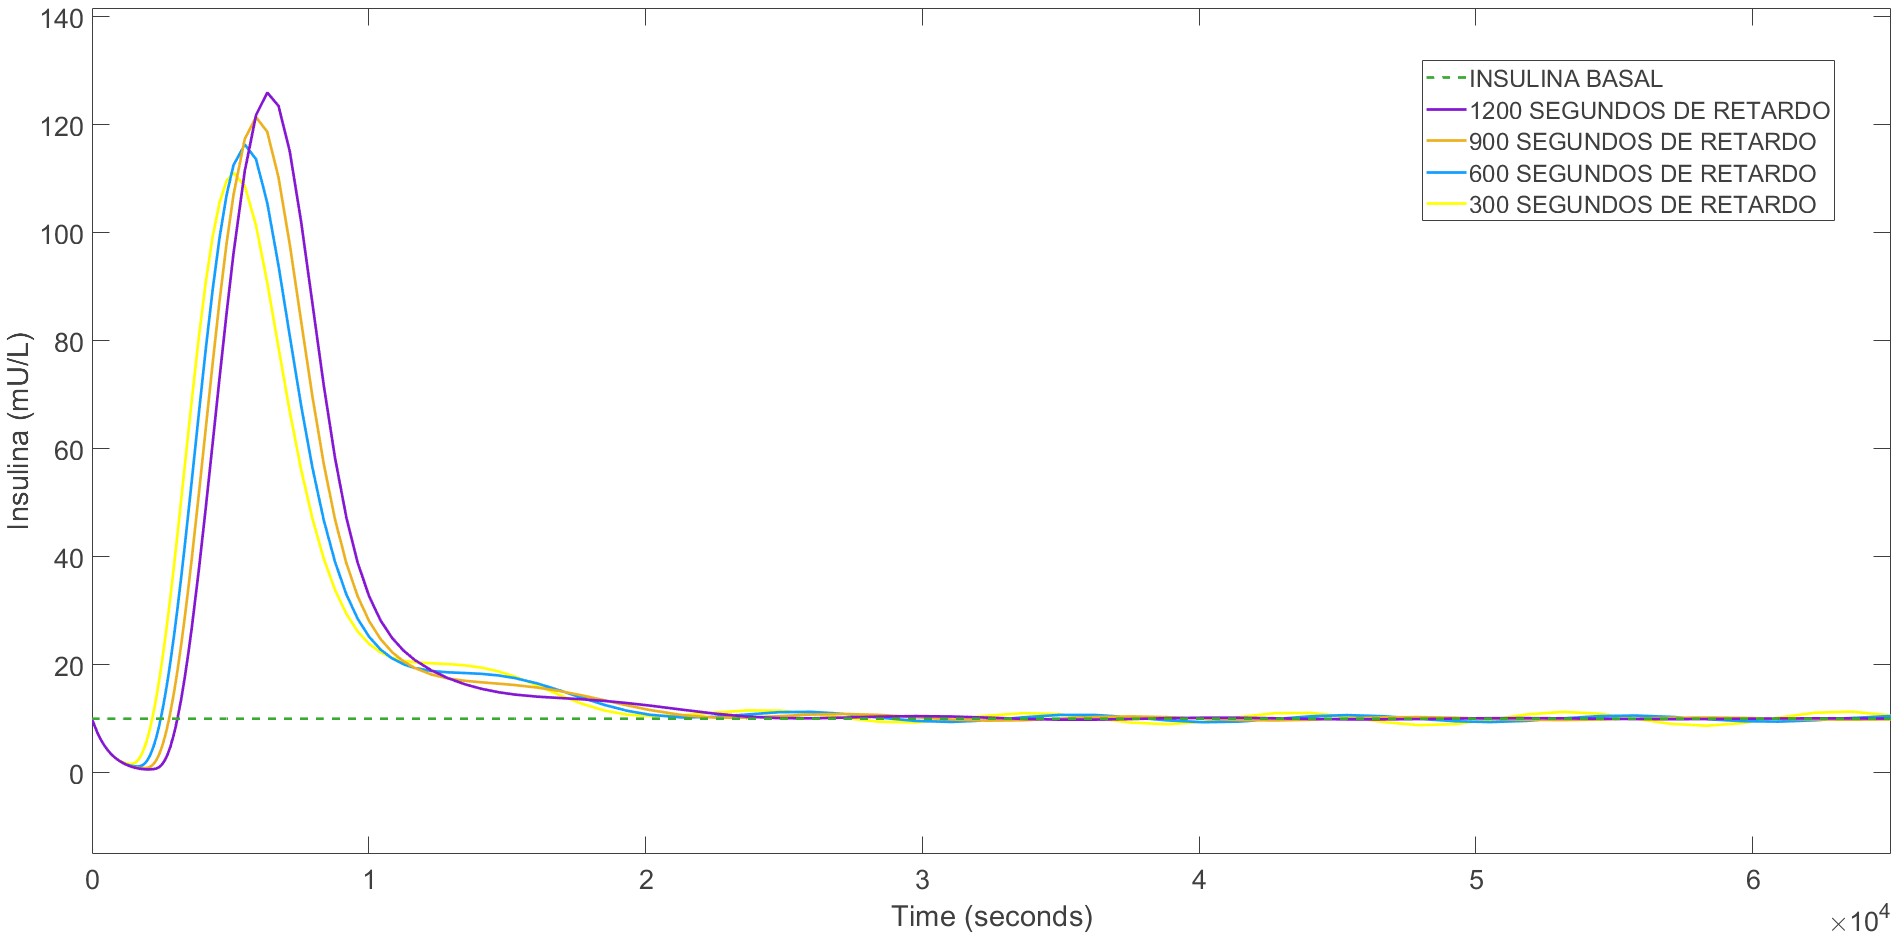 140
120
100
80
60
40
20
0
Insulina (mU/L)
INSULINA BASAL
1200 SEGUNDOS DE RETARDO
900 SEGUNDOS DE RETARDO
600 SEGUNDOS DE RETARDO
300 SEGUNDOS DE RETARDO
0 1 2 3 4 5 6
Time (seconds)
×10⁴